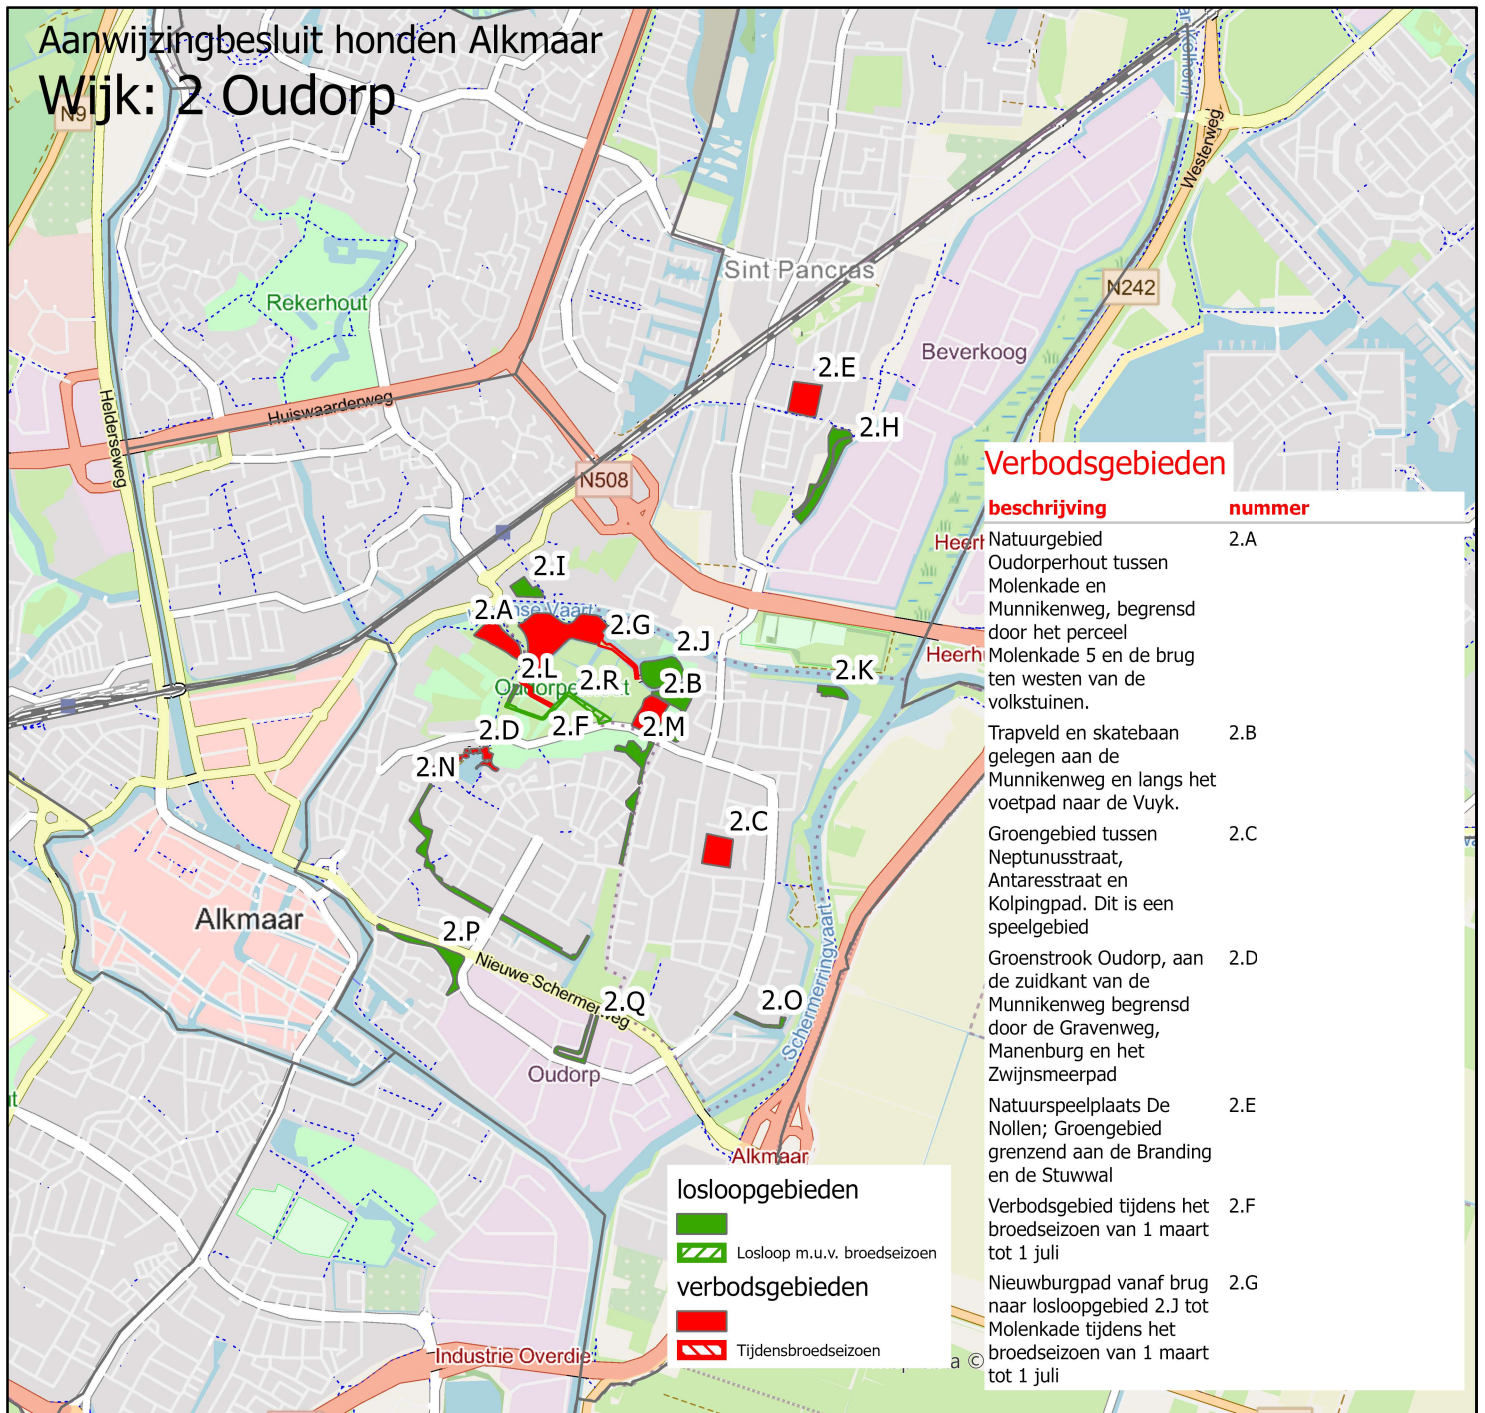 Aanwijzingbesluit honden Alkmaar
Wijk: 2 Oudorp
N9
Westerweg
Sint Pancras
N242
Rekerhout
Beverkoog
2.E
Huiswaarderweg
Helderseweg
2.H
N508
2.I
2.A
2.G
2.J
2.L
2.R
2.K
2.B
2.D
2.F
2.M
2.N
2.C
Alkmaar
2.P
Nieuwe Schermerweg
2.Q
2.O
Schermerringvaart
Oudorp
Alkmaar
Industrie Overdie
Verbodsgebieden
beschrijving nummer
Natuurgebied 2.A
Oudorperhout tussen
Molenkade en
Munnikenweg, begrensd
door het perceel
Molenkade 5 en de brug
ten westen van de
volkstuinen.
Trapveld en skatebaan 2.B
gelegen aan de
Munnikenweg en langs het
voetpad naar de Vuyk.
Groengebied tussen 2.C
Neptunusstraat,
Antaresstraat en
Kolpingpad. Dit is een
speelgebied
Groenstrook Oudorp, aan 2.D
de zuidkant van de
Munnikenweg begrensd
door de Gravenweg,
Manenburg en het
Zwijnsmeerpad
Natuurspeelplaats De 2.E
Nollen; Groengebied
grenzend aan de Branding
en de Stuwwal
Verbodsgebied tijdens het 2.F
broedseizoen van 1 maart
tot 1 juli
Nieuwburgpad vanaf brug 2.G
naar losloopgebied 2.J tot
Molenkade tijdens het
broedseizoen van 1 maart
tot 1 juli
losloopgebieden
Losloop m.u.v. broedseizoen
verbodsgebieden
Tijdensbroedseizoen
©